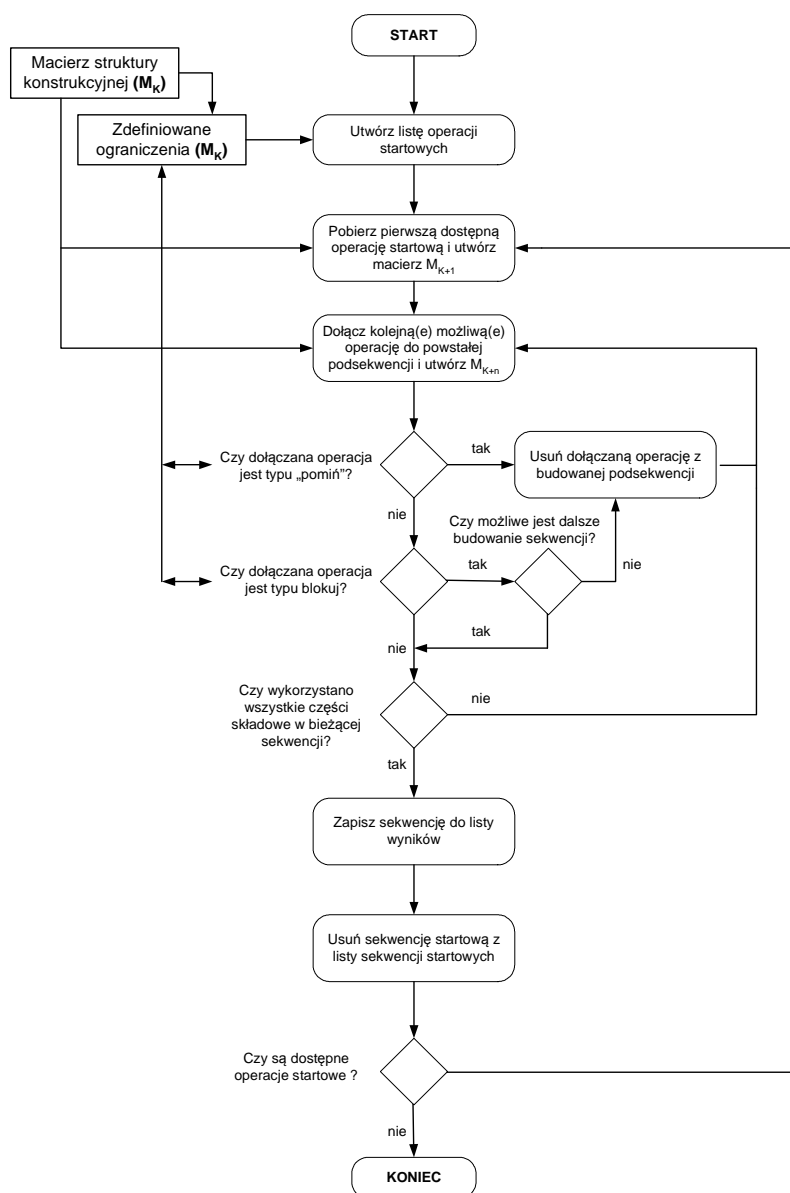 START
Macierz struktury
konstrukcyjnej (M_K)
Zdefiniowane
ograniczenia (M_K)
Utwórz listę operacji
startowych
Pobierz pierwszą dostępną
operację startową i utwórz
macierz M_K+1
Dołącz kolejną(e) możliwą(e)
operację do powstałej
podsekwencji i utwórz M_K+n
Czy dołączana operacja
jest typu „pomiń”?
tak
Usuń dołączaną operację z
budowanej podsekwencji
nie
Czy możliwe jest dalsze
budowanie sekwencji?
Czy dołączana operacja
jest typu blokuj?
tak
nie
tak
nie
Czy wykorzystano
wszystkie części
składowe w bieżącej
sekwencji?
nie
tak
Zapisz sekwencję do listy
wyników
Usuń sekwencję startową z
listy sekwencji startowych
Czy są dostępne
operacje startowe ?
nie
KONIEC